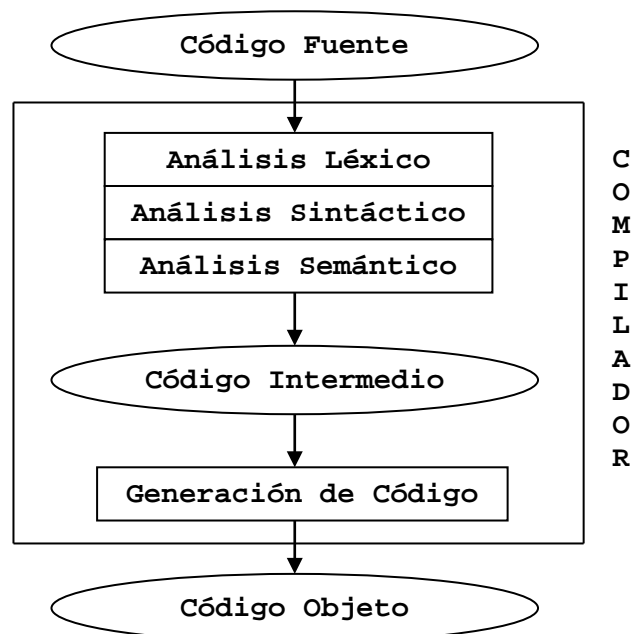 Código Fuente
Análisis Léxico
Análisis Sintáctico
Análisis Semántico
Código Intermedio
Generación de Código
Código Objeto
C
O
M
P
I
L
A
D
O
R